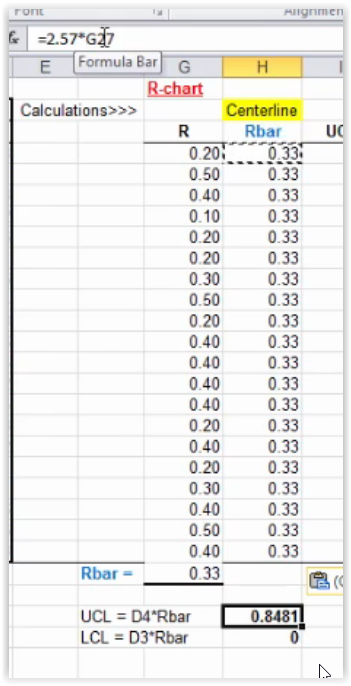 Font Alignmen
fx =2.57*G27
E Formula Bar G H
R-chart
Calculations>>> Centerline
R Rbar UC
0.20 0.33
0.50 0.33
0.40 0.33
0.10 0.33
0.20 0.33
0.20 0.33
0.30 0.33
0.50 0.33
0.20 0.33
0.40 0.33
0.40 0.33
0.40 0.33
0.40 0.33
0.20 0.33
0.40 0.33
0.20 0.33
0.30 0.33
0.40 0.33
0.50 0.33
0.40 0.33
Rbar = 0.33
UCL = D4*Rbar 0.8481
LCL = D3*Rbar 0